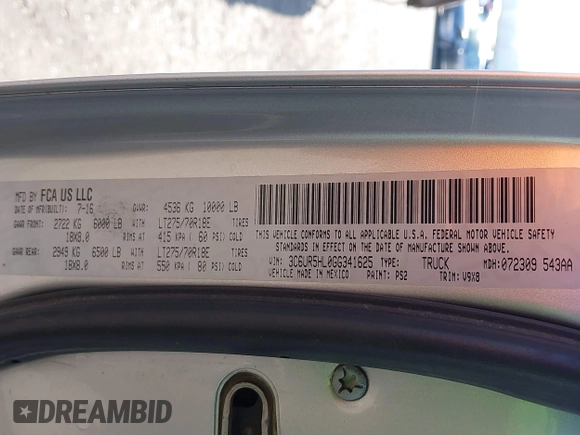 MFD BY FCA US LLC
DATE OF MFR(BUILT): 7-16 GVWR: 4536 KG 10000 LB
GAWR FRONT: 2722 KG 6000 LB LT275/70R18E TIRES
18X8.0 RIMS AT 415 KPA ( 60 PSI) COLD
GAWR REAR: 2949 KG 6500 LB LT275/70R18E TIRES
18X8.0 RIMS AT 550 KPA ( 80 PSI) COLD
THIS VEHICLE CONFORMS TO ALL APPLICABLE U.S.A. FEDERAL MOTOR VEHICLE SAFETY
STANDARDS IN EFFECT ON THE DATE OF MANUFACTURE SHOWN ABOVE.
VIN: 3C6UR5HL0GG341625 TYPE: TRUCK MDH: 072309 543AA
VEHICLE MADE IN MEXICO PAINT: PS2 TRIM: V9X8
DREAMBID